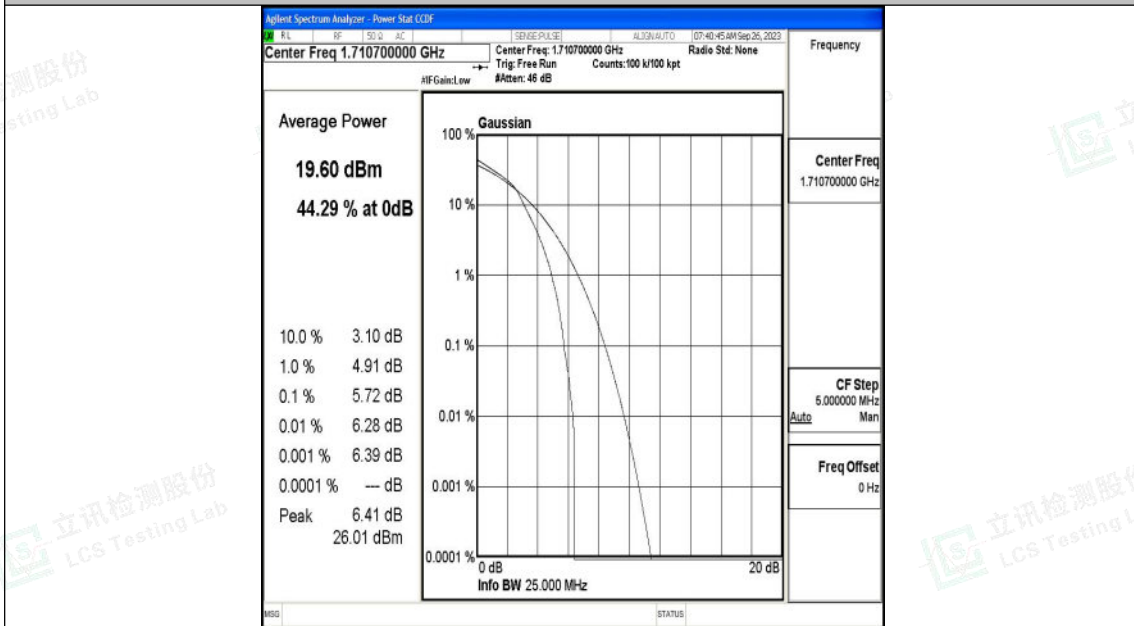 Agilent Spectrum Analyzer - Power Stat CCDF
RL RF 50 Ω AC SENSE:PULSE ALIGNAUTO 07:40:45 AM Sep 26, 2023
Center Freq 1.710700000 GHz
Center Freq: 1.710700000 GHz Radio Std: None
Trig: Free Run Counts:100 k/100 kpt
#IFGain:Low #Atten: 46 dB
Frequency
Average Power
19.60 dBm
44.29 % at 0dB
10.0 % 3.10 dB
1.0 % 4.91 dB
0.1 % 5.72 dB
0.01 % 6.28 dB
0.001 % 6.39 dB
0.0001 % --- dB
Peak 6.41 dB
26.01 dBm
Gaussian
100 %
10 %
1 %
0.1 %
0.01 %
0.001 %
0.0001 %
0 dB 20 dB
Info BW 25.000 MHz
Center Freq
1.710700000 GHz
CF Step
5.000000 MHz
Auto Man
Freq Offset
0 Hz
MSG STATUS
立讯检测股份
LCS Testing Lab
立讯检测股份
LCS Testing L
测股份
sting Lab
立